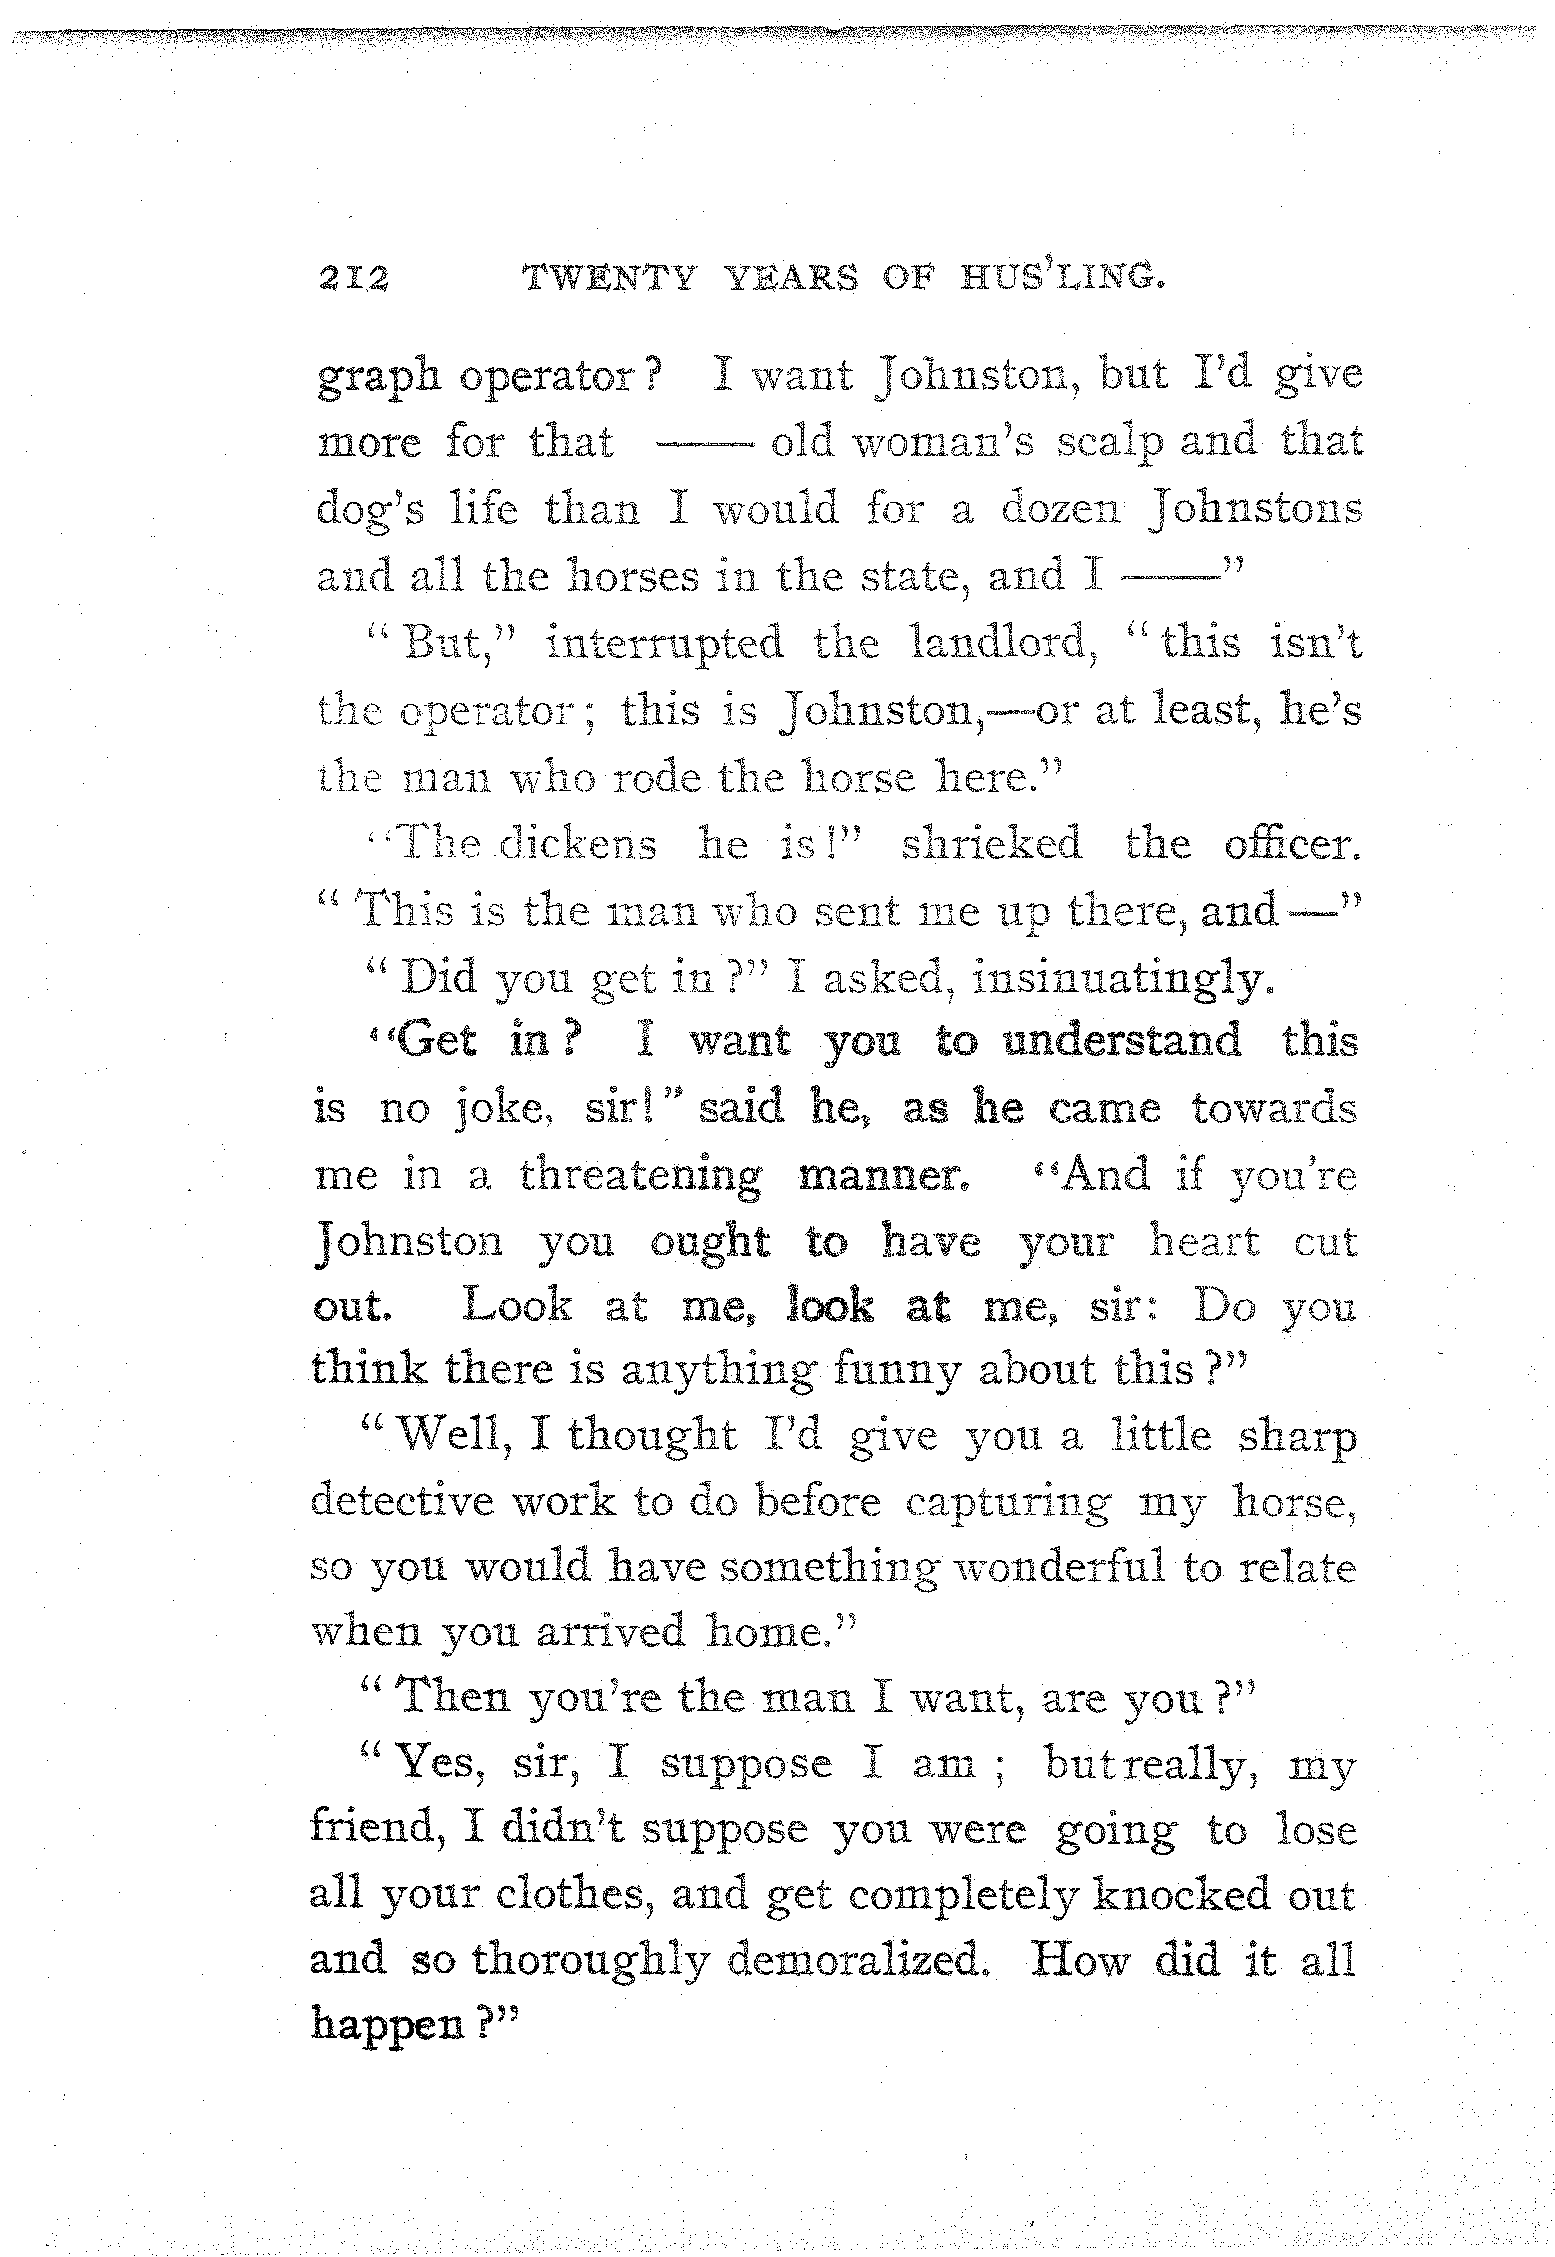 212 TWENTY YEARS OF HUS'LING.
graph operator? I want Johnston, but I'd give
more for that —— old woman's scalp and that
dog's life than I would for a dozen Johnstons
and all the horses in the state, and I ——"
"But," interrupted the landlord, "this isn't
the operator; this is Johnston,—or at least, he's
the man who rode the horse here."
"The dickens he is!" shrieked the officer.
"This is the man who sent me up there, and—"
"Did you get in?" I asked, insinuatingly.
"Get in? I want you to understand this
is no joke, sir!" said he, as he came towards
me in a threatening manner. "And if you're
Johnston you ought to have your heart cut
out. Look at me, look at me, sir: Do you
think there is anything funny about this?"
"Well, I thought I'd give you a little sharp
detective work to do before capturing my horse,
so you would have something wonderful to relate
when you arrived home."
"Then you're the man I want, are you?"
"Yes, sir, I suppose I am; but really, my
friend, I didn't suppose you were going to lose
all your clothes, and get completely knocked out
and so thoroughly demoralized. How did it all
happen?"